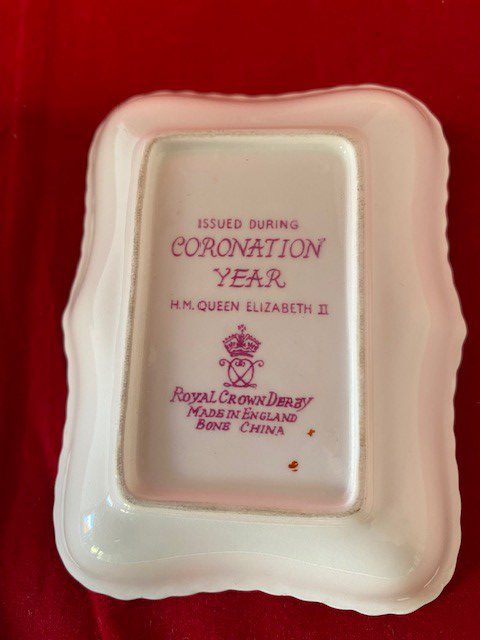 ISSUED DURING
CORONATION
YEAR
H.M. QUEEN ELIZABETH II
ROYAL CROWN DERBY
MADE IN ENGLAND
BONE CHINA